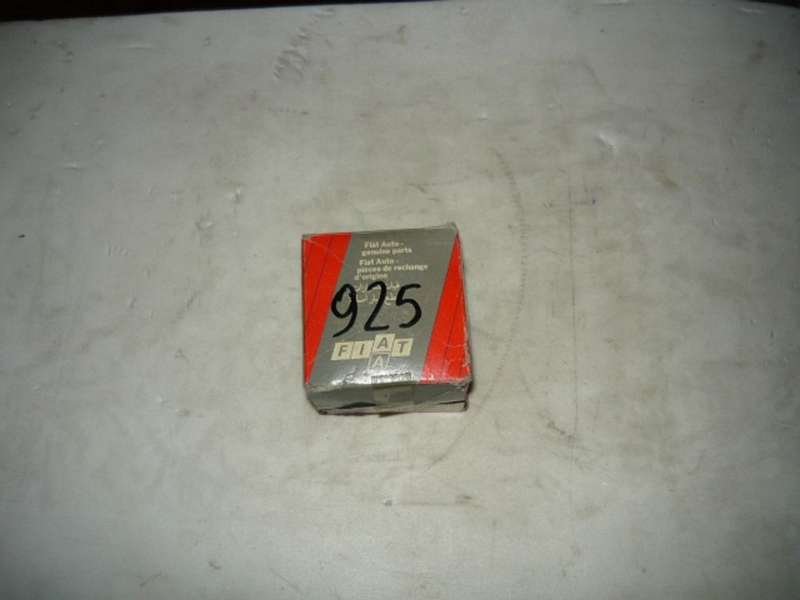 Fiat Auto -
genuine parts
Fiat Auto -
pièces de rechange
d'origine
925
FIAT
A